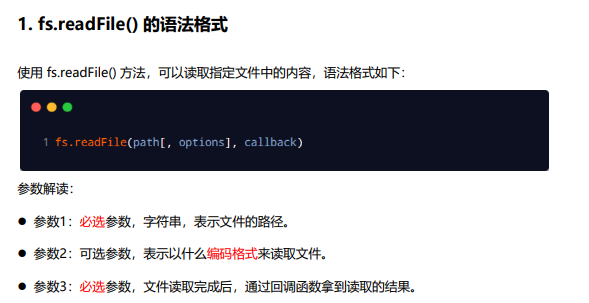 1. fs.readFile() 的语法格式
使用 fs.readFile() 方法，可以读取指定文件中的内容，语法格式如下：
1 fs.readFile(path[, options], callback)
参数解读：
● 参数1：必选参数，字符串，表示文件的路径。
● 参数2：可选参数，表示以什么编码格式来读取文件。
● 参数3：必选参数，文件读取完成后，通过回调函数拿到读取的结果。